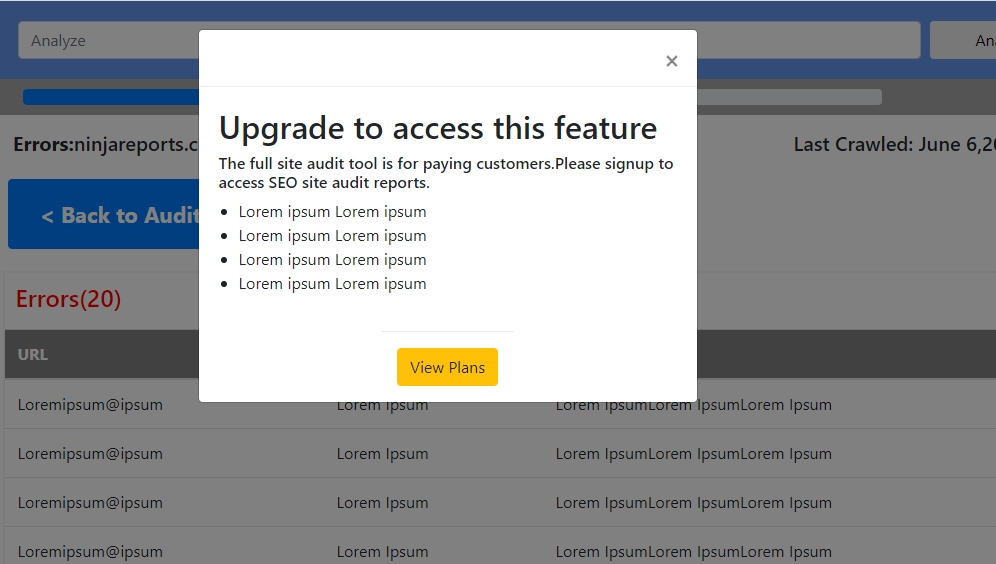 Analyze
Ana
×
Errors:ninjareports.c
Last Crawled: June 6,20
< Back to Audit
Upgrade to access this feature
The full site audit tool is for paying customers.Please signup to
access SEO site audit reports.
• Lorem ipsum Lorem ipsum
• Lorem ipsum Lorem ipsum
• Lorem ipsum Lorem ipsum
• Lorem ipsum Lorem ipsum
View Plans
Errors(20)
URL
Loremipsum@ipsum Lorem Ipsum Lorem IpsumLorem IpsumLorem Ipsum
Loremipsum@ipsum Lorem Ipsum Lorem IpsumLorem IpsumLorem Ipsum
Loremipsum@ipsum Lorem Ipsum Lorem IpsumLorem IpsumLorem Ipsum
Loremipsum@ipsum Lorem Ipsum Lorem IpsumLorem IpsumLorem Ipsum